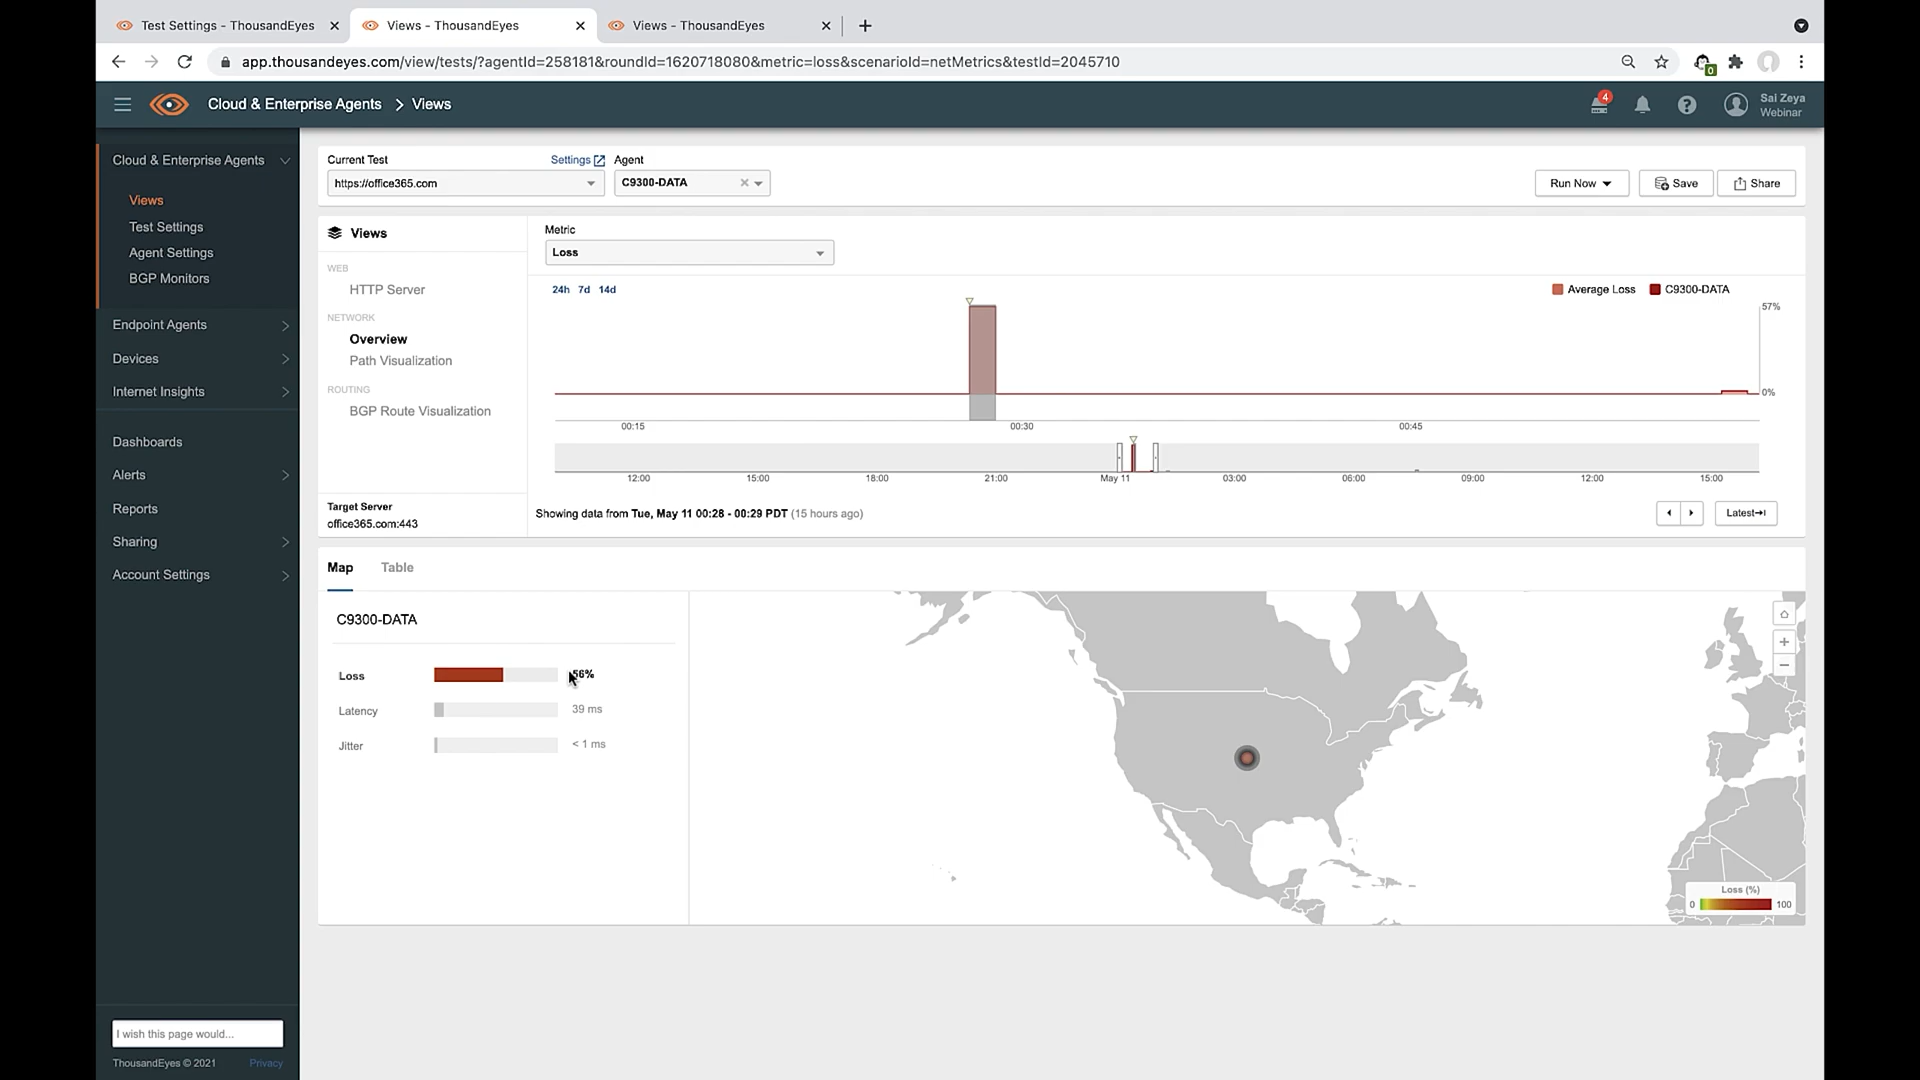 Test Settings - ThousandEyes
Views - ThousandEyes
Views - ThousandEyes
app.thousandeyes.com/view/tests/?agentId=258181&roundId=1620718080&metric=loss&scenarioId=netMetrics&testId=2045710
0
Cloud & Enterprise Agents > Views
4
Sai Zeya
Webinar
Cloud & Enterprise Agents
Views
Test Settings
Agent Settings
BGP Monitors
Endpoint Agents
Devices
Internet Insights
Dashboards
Alerts
Reports
Sharing
Account Settings
I wish this page would...
ThousandEyes © 2021 Privacy
Current Test Settings Agent
https://office365.com C9300-DATA
Run Now Save Share
Views
WEB
HTTP Server
NETWORK
Overview
Path Visualization
ROUTING
BGP Route Visualization
Target Server
office365.com:443
Metric
Loss
24h 7d 14d
Average Loss C9300-DATA
57%
0%
00:15 00:30 00:45
12:00 15:00 18:00 21:00 May 11 03:00 06:00 09:00 12:00 15:00
Showing data from Tue, May 11 00:28 - 00:29 PDT (15 hours ago)
Latest
Map Table
C9300-DATA
Loss 56%
Latency 39 ms
Jitter < 1 ms
Loss (%)
0 100